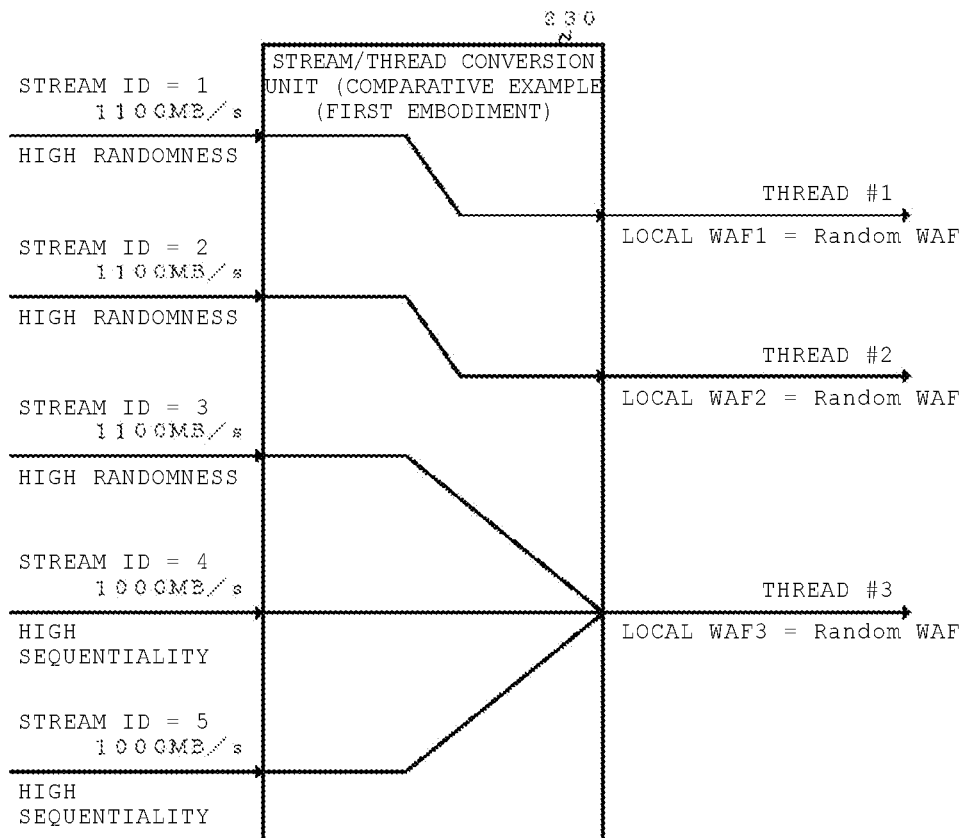 230
STREAM/THREAD CONVERSION
UNIT (COMPARATIVE EXAMPLE
(FIRST EMBODIMENT)
STREAM ID = 1
1100MB/s
HIGH RANDOMNESS
THREAD #1
LOCAL WAF1 = Random WAF
STREAM ID = 2
1100MB/s
HIGH RANDOMNESS
THREAD #2
LOCAL WAF2 = Random WAF
STREAM ID = 3
1100MB/s
HIGH RANDOMNESS
STREAM ID = 4
1000MB/s
HIGH
SEQUENTIALITY
THREAD #3
LOCAL WAF3 = Random WAF
STREAM ID = 5
1000MB/s
HIGH
SEQUENTIALITY